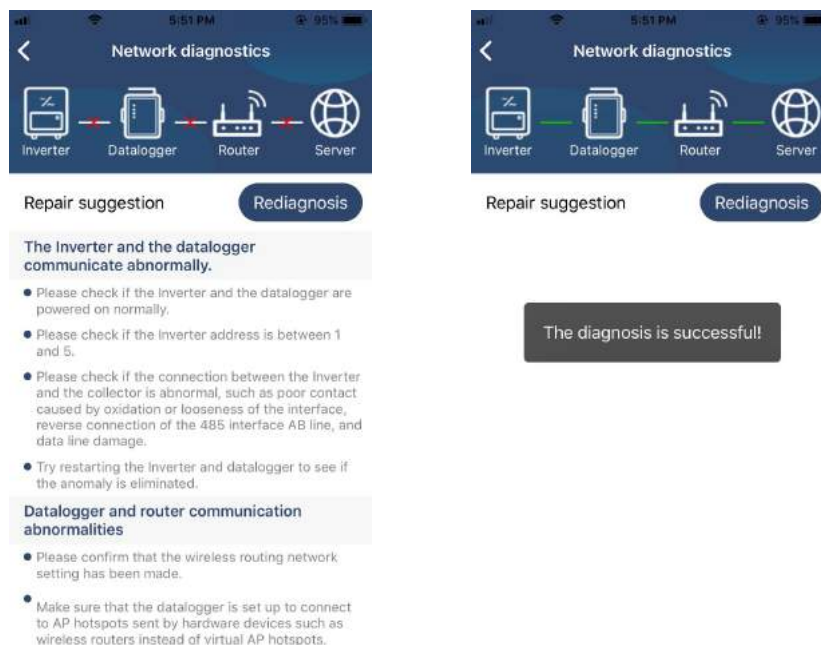 5:51 PM
95%
Network diagnostics
Inverter
Datalogger
Router
Server
Repair suggestion
Rediagnosis
The Inverter and the datalogger
communicate abnormally.
Please check if the Inverter and the datalogger are
powered on normally.
Please check if the Inverter address is between 1
and 5.
Please check if the connection between the Inverter
and the collector is abnormal, such as poor contact
caused by oxidation or looseness of the interface,
reverse connection of the 485 interface AB line, and
data line damage.
Try restarting the Inverter and datalogger to see if
the anomaly is eliminated.
Datalogger and router communication
abnormalities
Please confirm that the wireless routing network
setting has been made.
Make sure that the datalogger is set up to connect
to AP hotspots sent by hardware devices such as
wireless routers instead of virtual AP hotspots.
5:51 PM
95%
Network diagnostics
Inverter
Datalogger
Router
Server
Repair suggestion
Rediagnosis
The diagnosis is successful!